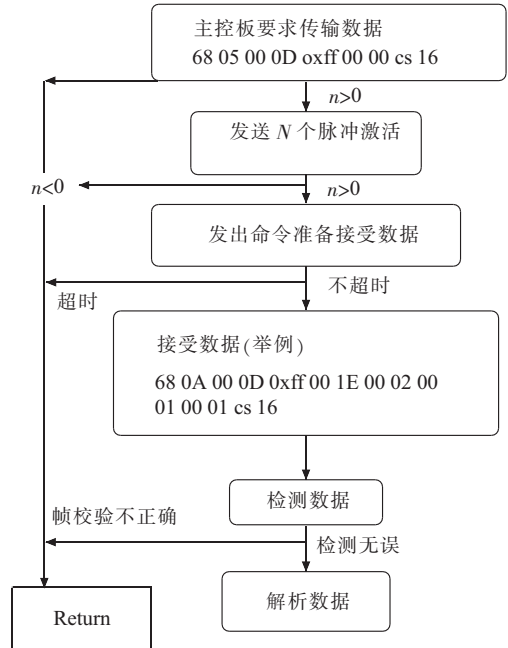 主控板要求传输数据
68 05 00 0D oxff 00 00 cs 16
n>0
发送 N 个脉冲激活
n<0
n>0
发出命令准备接受数据
超时
不超时
接受数据(举例)
68 0A 00 0D 0xff 00 1E 00 02 00
01 00 01 cs 16
检测数据
帧校验不正确
检测无误
解析数据
Return